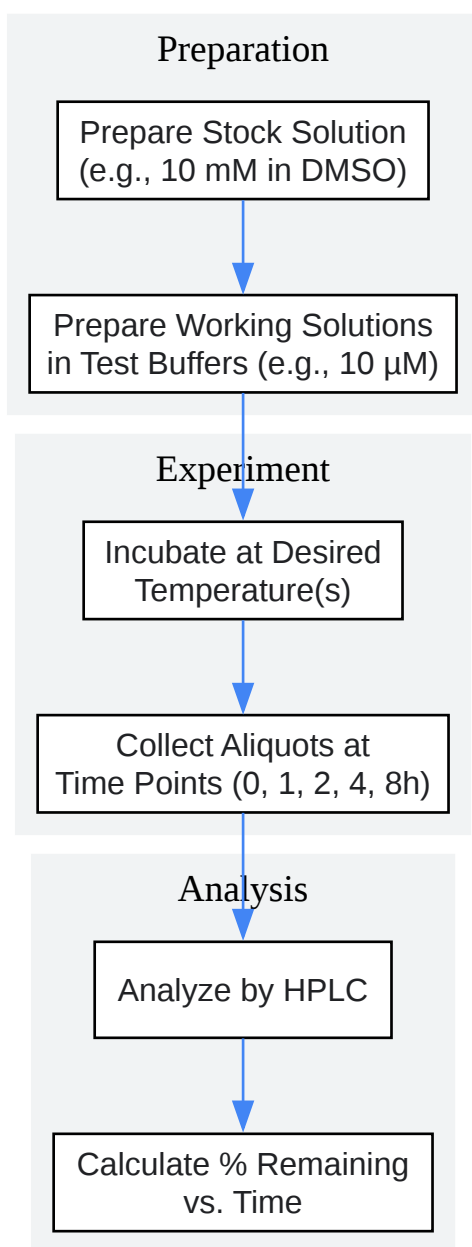 Preparation
Prepare Stock Solution
(e.g., 10 mM in DMSO)
Prepare Working Solutions
in Test Buffers (e.g., 10 µM)
Experiment
Incubate at Desired
Temperature(s)
Collect Aliquots at
Time Points (0, 1, 2, 4, 8h)
Analysis
Analyze by HPLC
Calculate % Remaining
vs. Time